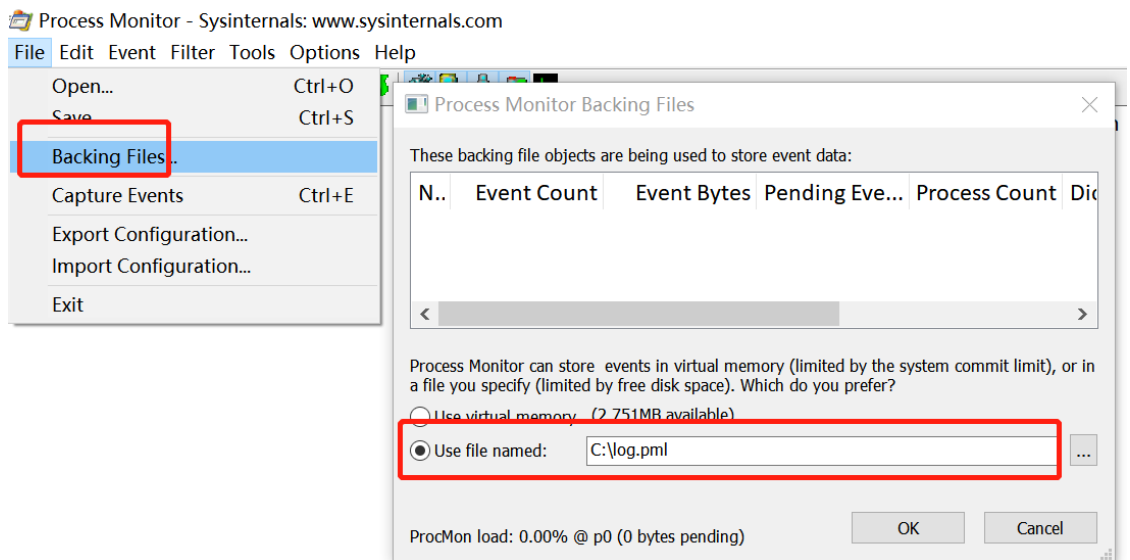 Process Monitor - Sysinternals: www.sysinternals.com
File Edit Event Filter Tools Options Help
Open... Ctrl+O
Save Ctrl+S
Backing Files..
Capture Events Ctrl+E
Export Configuration...
Import Configuration...
Exit
Process Monitor Backing Files
These backing file objects are being used to store event data:
N.. Event Count Event Bytes Pending Eve... Process Count Dic
Process Monitor can store events in virtual memory (limited by the system commit limit), or in
a file you specify (limited by free disk space). Which do you prefer?
Use virtual memory (2,751MB available)
Use file named: C:\log.pml
...
ProcMon load: 0.00% @ p0 (0 bytes pending)
OK Cancel